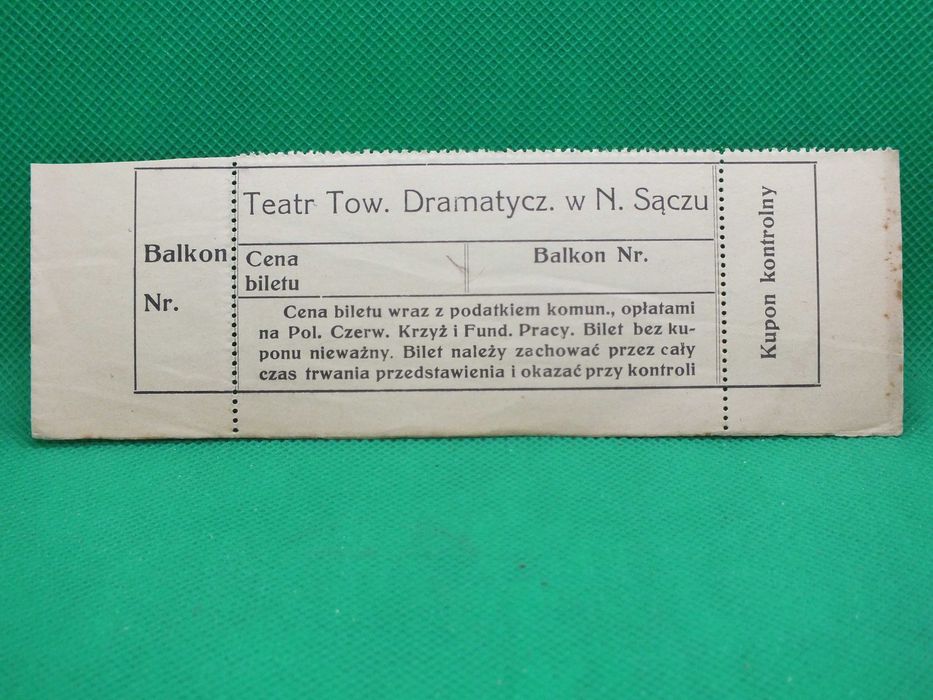 Balkon
Nr.
Teatr Tow. Dramatycz. w N. Sączu
Cena
biletu
Balkon Nr.
Cena biletu wraz z podatkiem komun., opłatami
na Pol. Czerw. Krzyż i Fund. Pracy. Bilet bez ku-
ponu nieważny. Bilet należy zachować przez cały
czas trwania przedstawienia i okazać przy kontroli
Kupon kontrolny